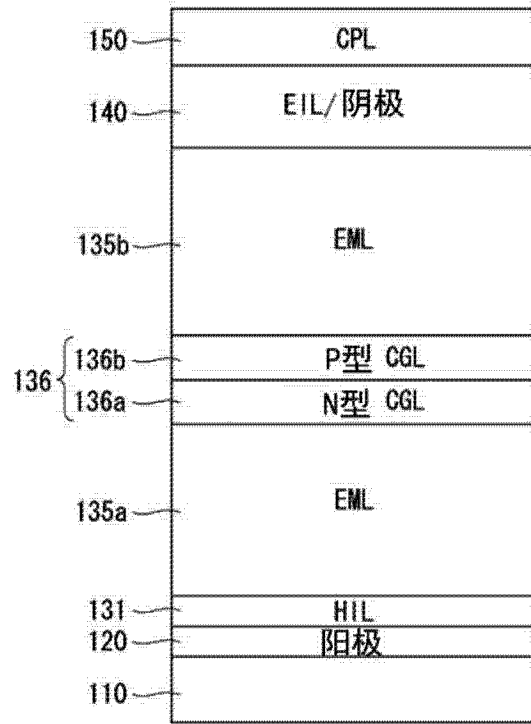 150 CPL
140 EIL/阴极
135b EML
136 136b P型 CGL
136a N型 CGL
135a EML
131 HIL
120 阳极
110